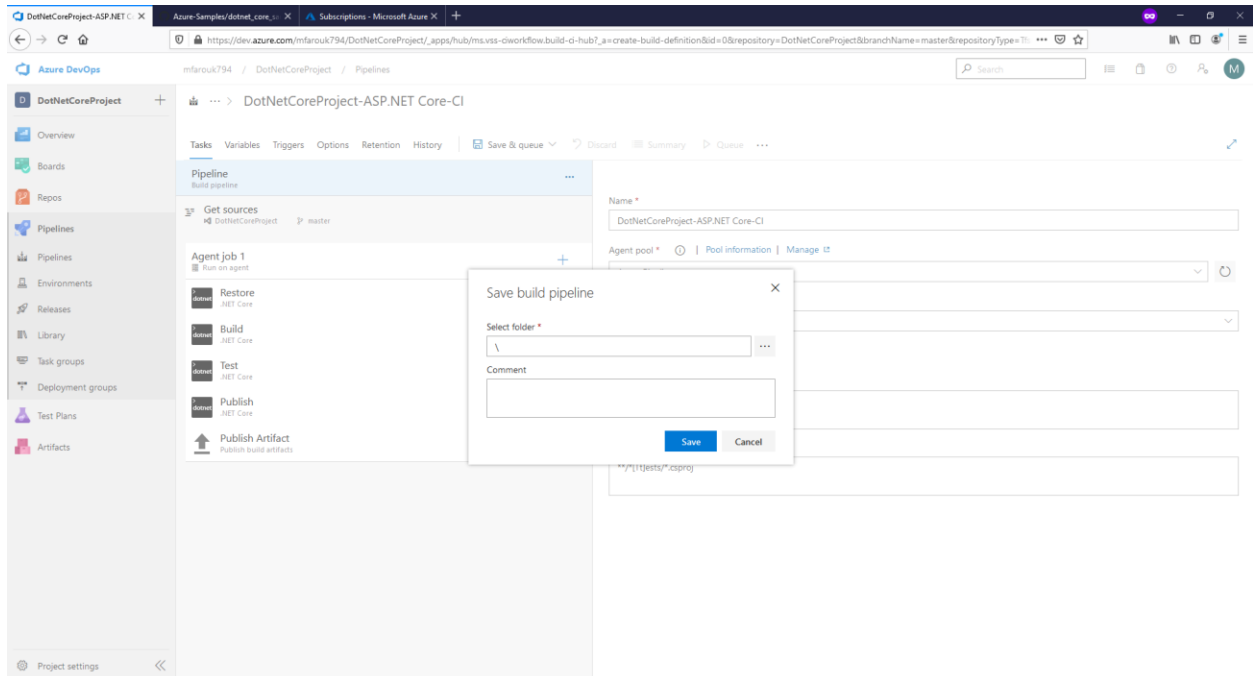 DotNetCoreProject-ASP.NET C
Azure-Samples/dotnet_core_s
Subscriptions - Microsoft Azure
https://dev.azure.com/mfarouk794/DotNetCoreProject/_apps/hub/ms.vss-ciworkflow.build-ci-hub?_a=create-build-definition&id=0&repository=DotNetCoreProject&branchName=master&repositoryType=
Azure DevOps
mfarouk794 / DotNetCoreProject / Pipelines
Search
M
D DotNetCoreProject
... > DotNetCoreProject-ASP.NET Core-CI
Overview
Boards
Repos
Pipelines
Pipelines
Environments
Releases
Library
Task groups
Deployment groups
Test Plans
Artifacts
Project settings
Tasks Variables Triggers Options Retention History Save & queue Discard Summary Queue ...
Pipeline
Build pipeline
Get sources
DotNetCoreProject master
Agent job 1
Run on agent
dotnet Restore
.NET Core
dotnet Build
.NET Core
dotnet Test
.NET Core
dotnet Publish
.NET Core
Publish Artifact
Publish build artifacts
Name *
DotNetCoreProject-ASP.NET Core-CI
Agent pool * | Pool information | Manage
Save build pipeline
Select folder *
\
...
Comment
Save Cancel
**/*[Tt]ests/*.csproj